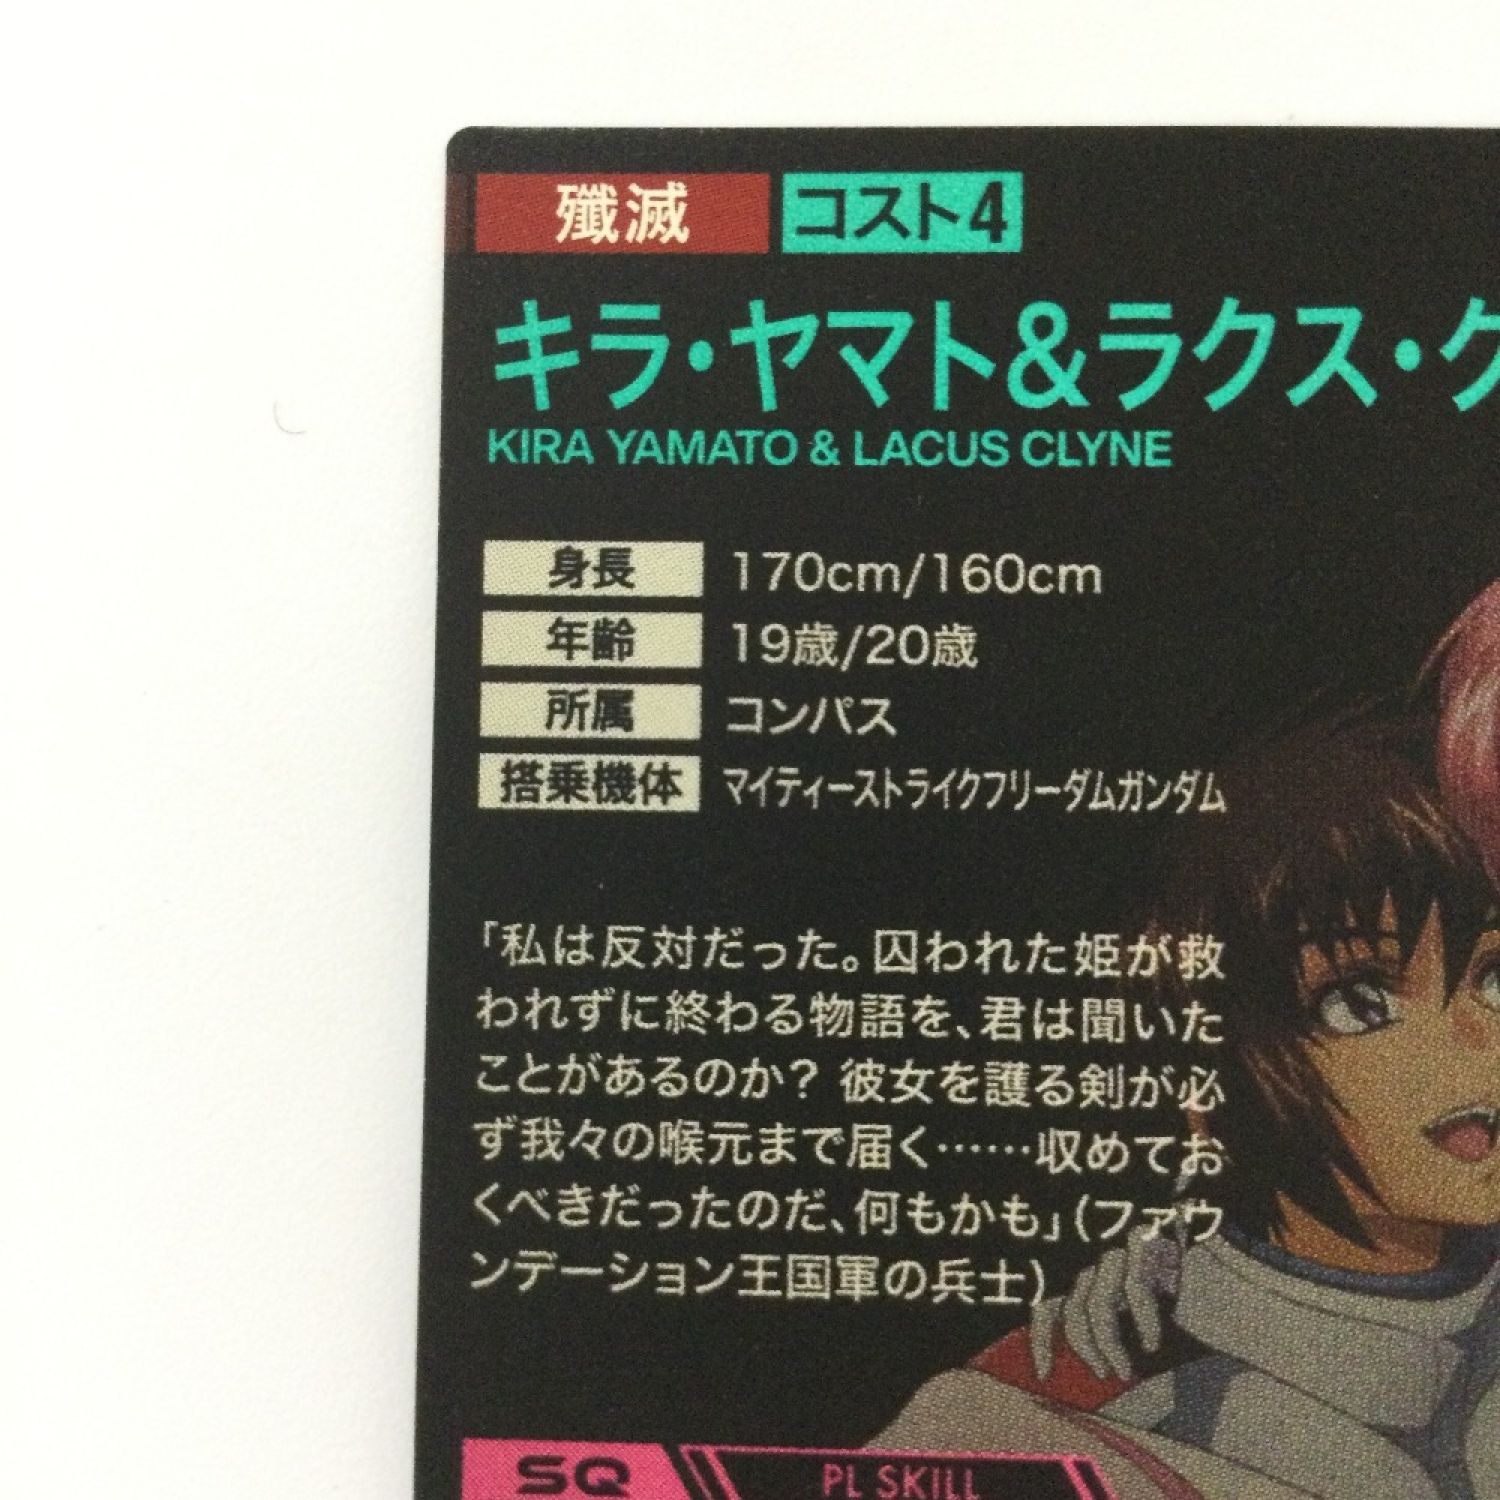 殲滅 コスト4
キラ・ヤマト&ラクス・ク
KIRA YAMATO & LACUS CLYNE
身長 170cm/160cm
年齢 19歳/20歳
所属 コンパス
搭乗機体 マイティーストライクフリーダムガンダム
「私は反対だった。囚われた姫が救
われずに終わる物語を、君は聞いた
ことがあるのか? 彼女を護る剣が必
ず我々の喉元まで届く……収めてお
くべきだったのだ、何もかも」(ファウ
ンデーション王国軍の兵士)
SQ PL SKILL